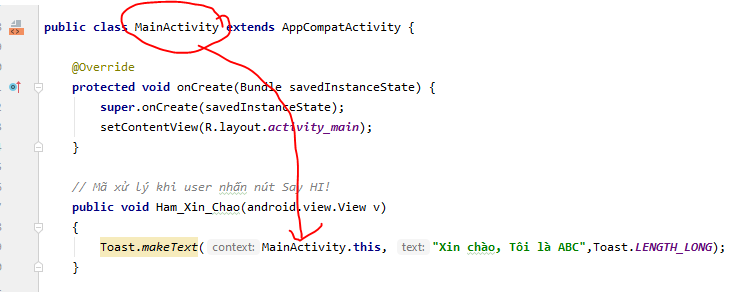 public class MainActivity extends AppCompatActivity {
@Override
protected void onCreate(Bundle savedInstanceState) {
super.onCreate(savedInstanceState);
setContentView(R.layout.activity_main);
}
// Mã xử lý khi user nhấn nút Say HI!
public void Ham_Xin_Chao(android.view.View v)
{
Toast.makeText( context: MainActivity.this, text: "Xin chào, Tôi là ABC",Toast.LENGTH_LONG);
}